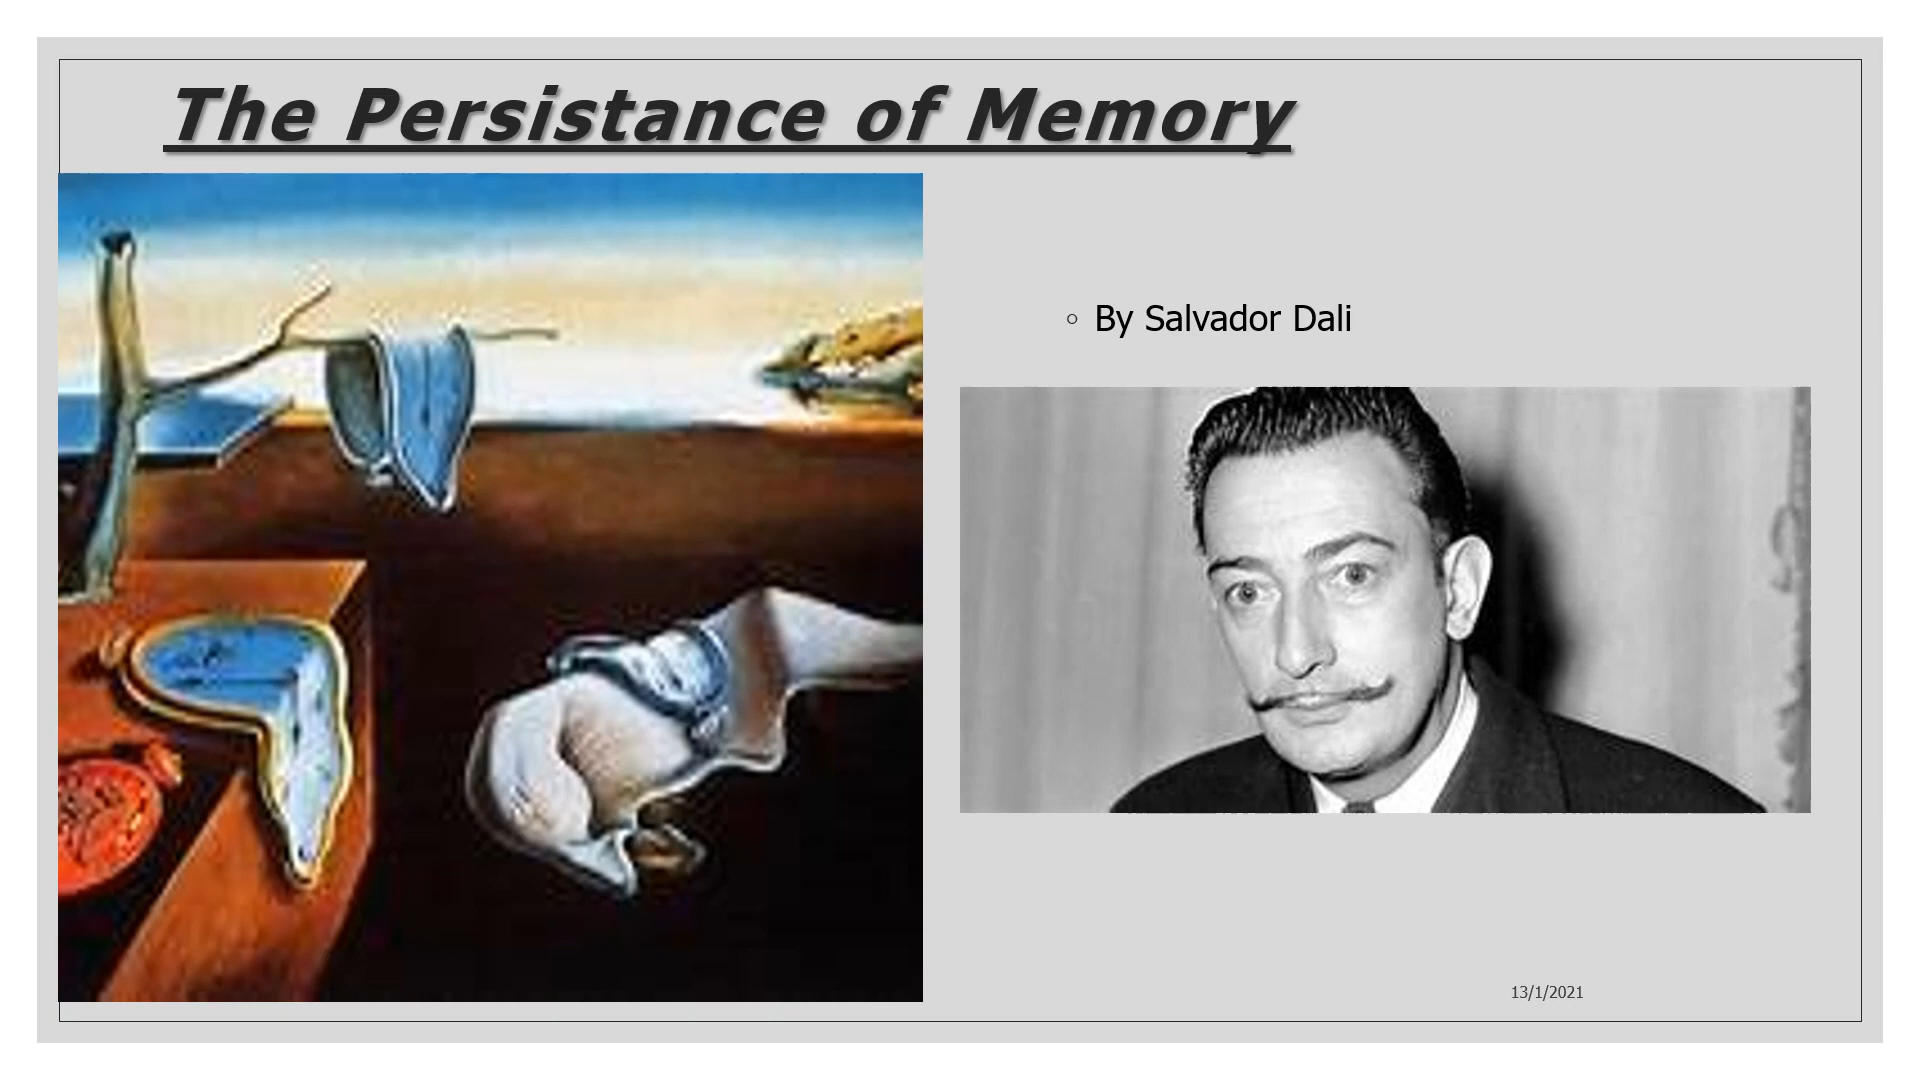 The Persistance of Memory
◦ By Salvador Dali
13/1/2021